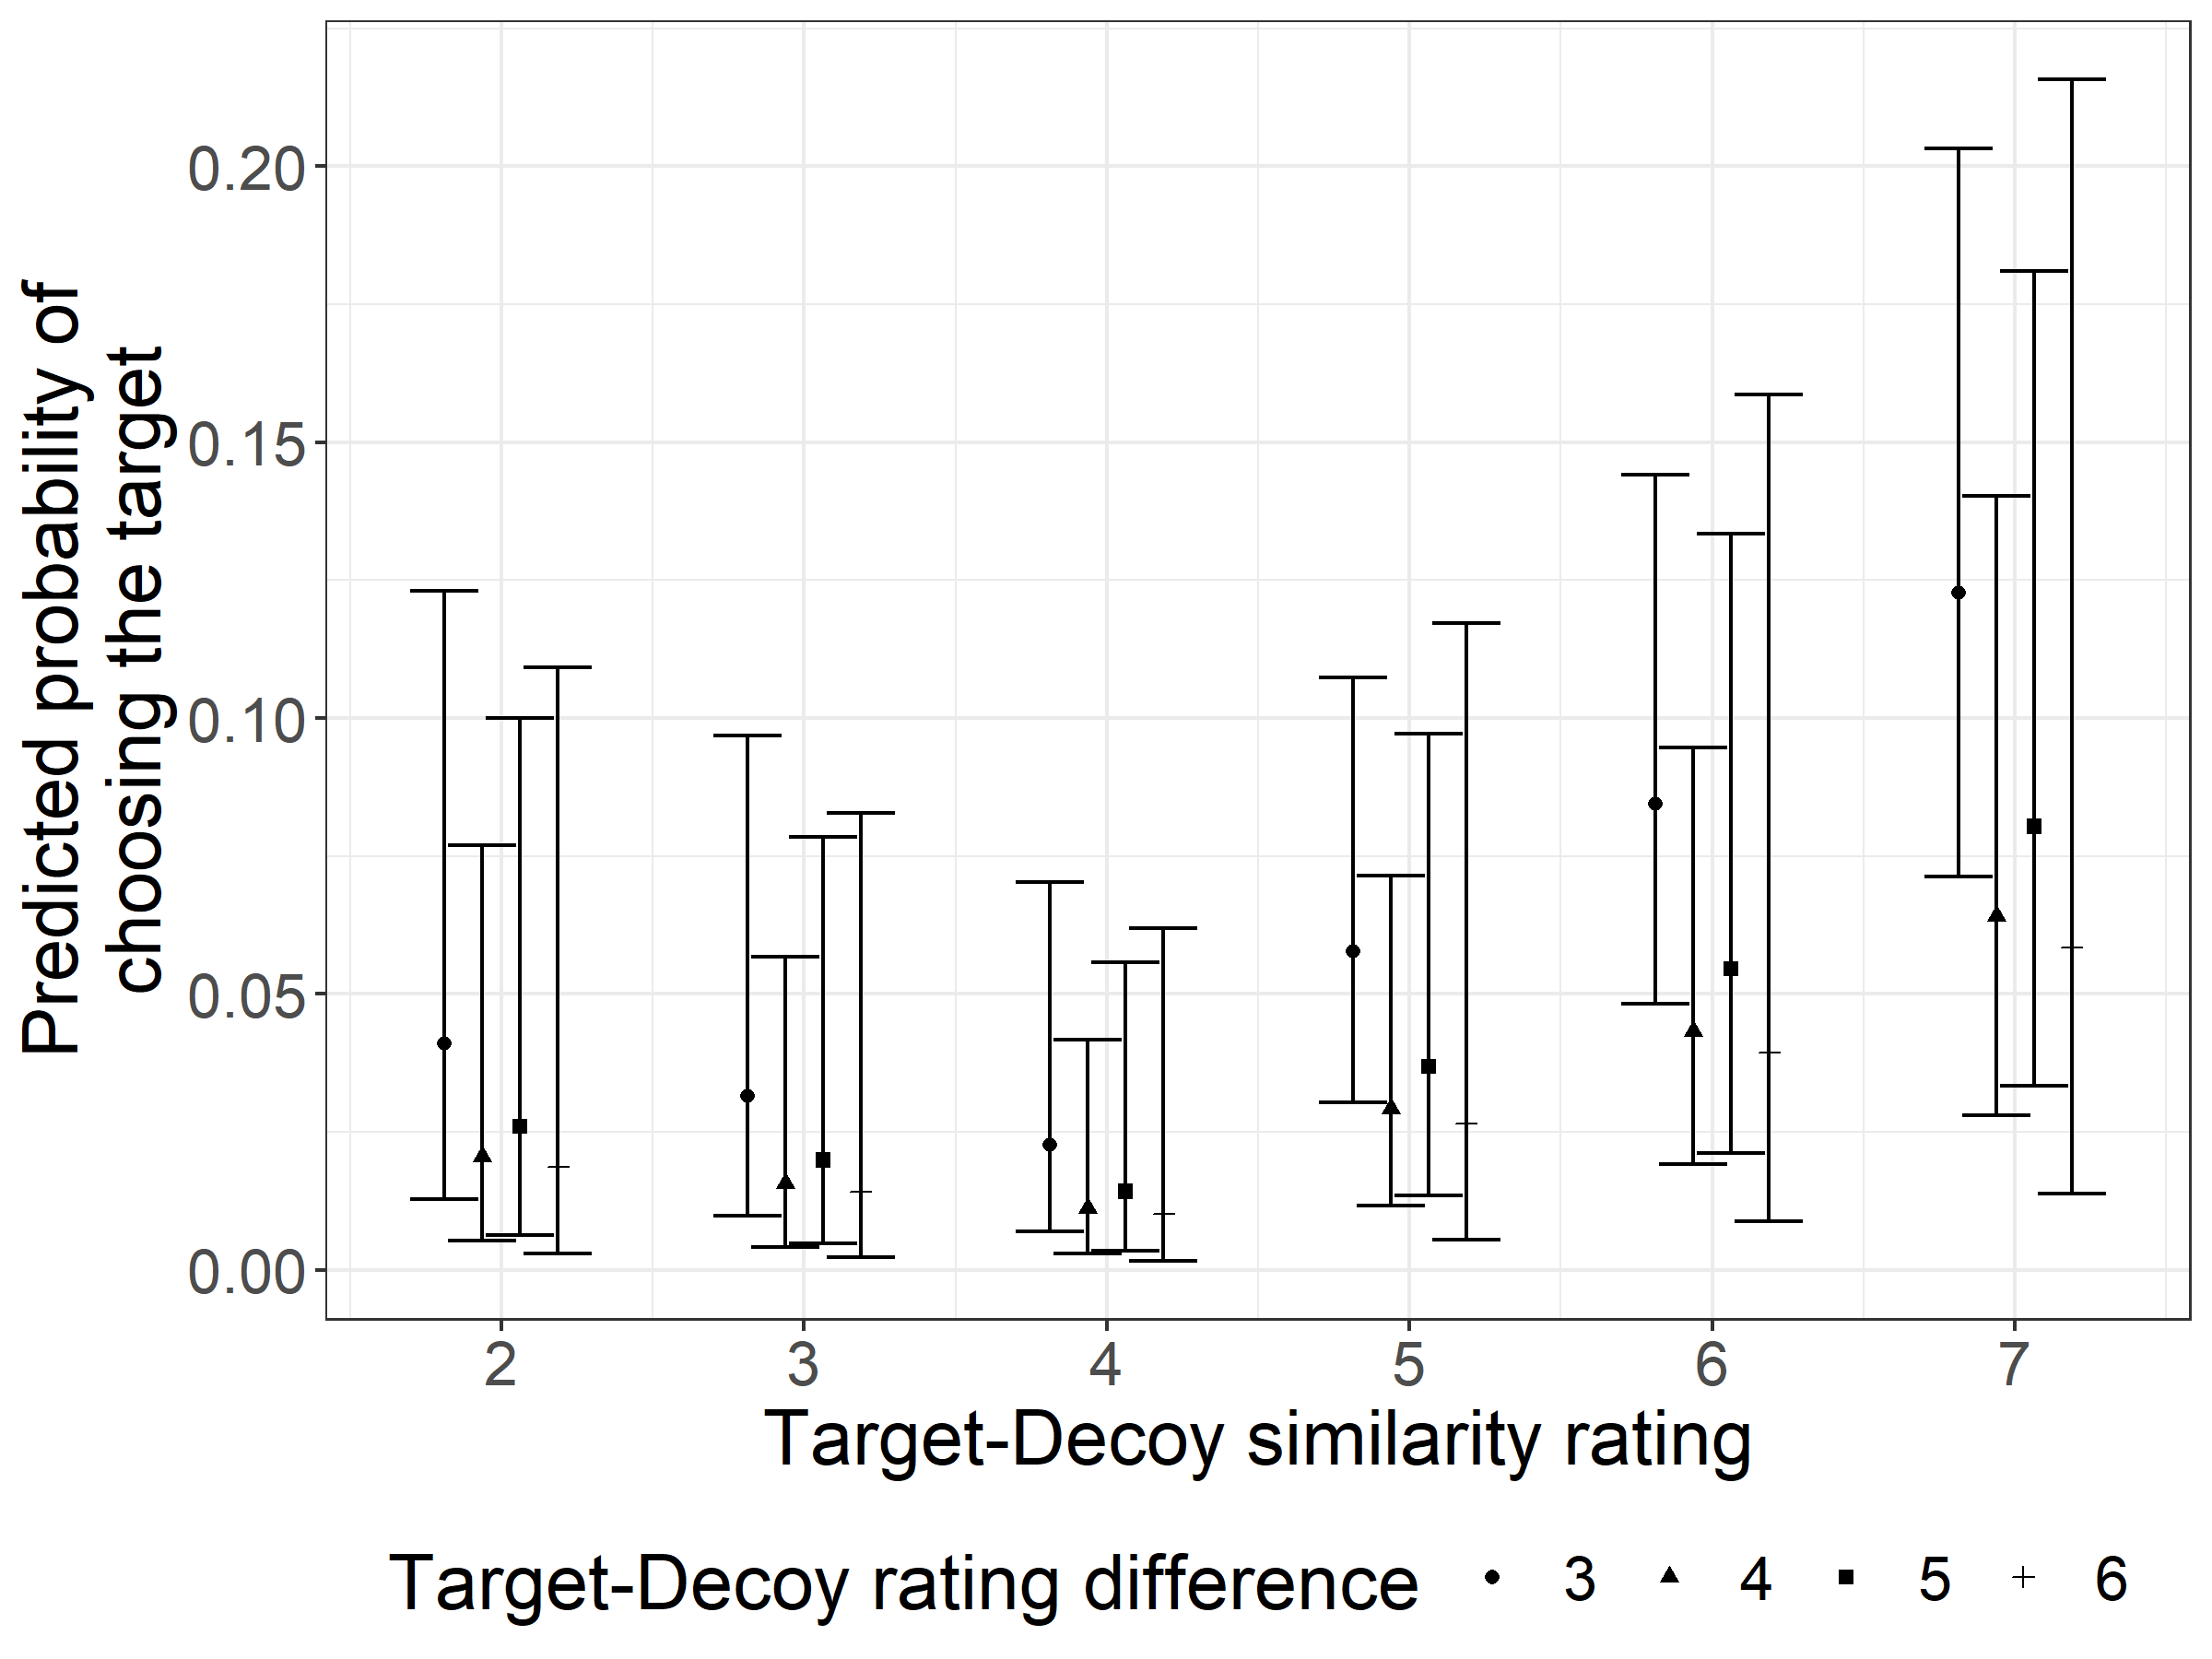 Predicted probability of
choosing the target
0.20
0.15
0.10
0.05
0.00
2 3 4 5 6 7
Target-Decoy similarity rating
Target-Decoy rating difference 3 4 5 6